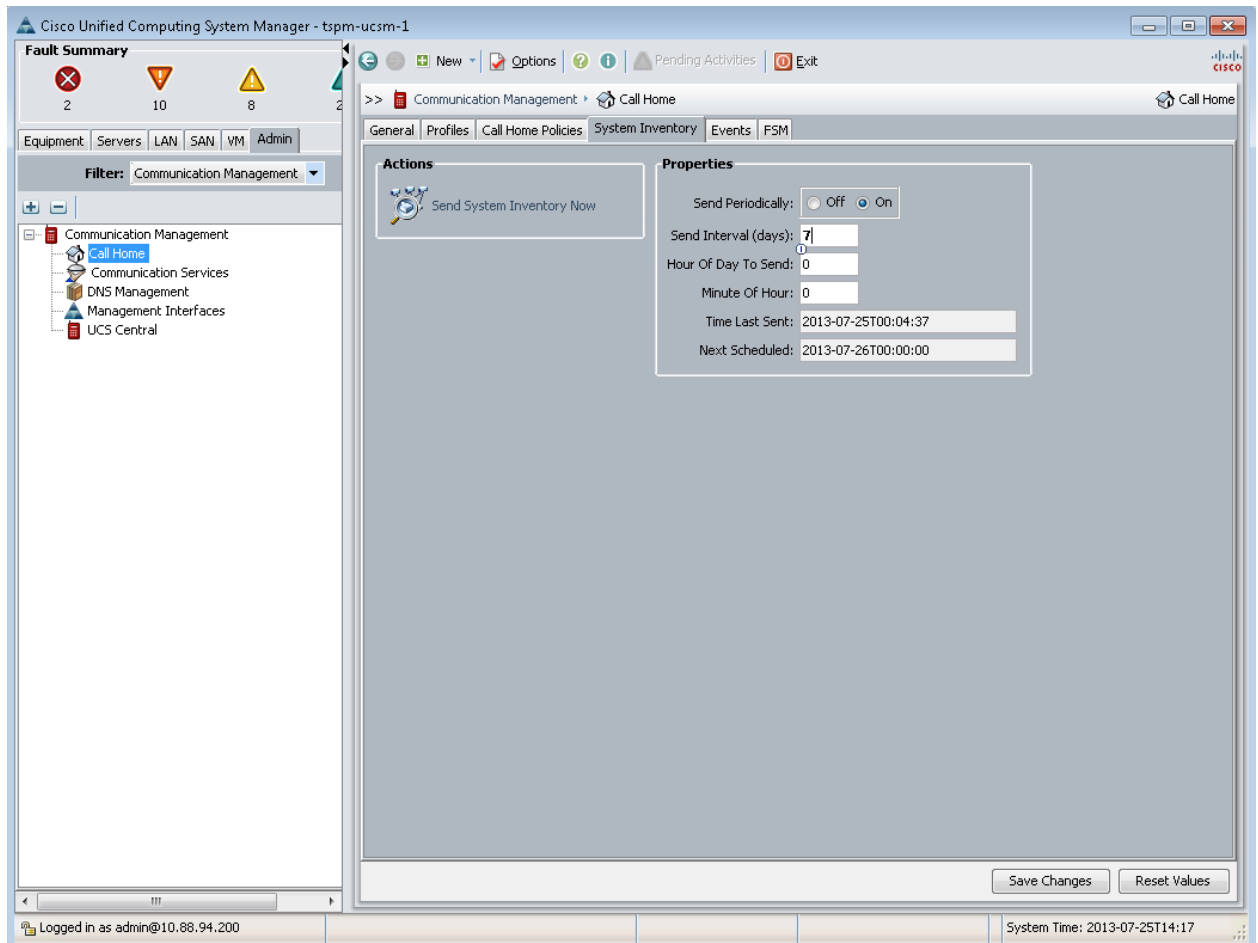 Cisco Unified Computing System Manager - tspm-ucsm-1
Fault Summary
2 10 8 2
Equipment Servers LAN SAN VM Admin
Filter: Communication Management
Communication Management
Call Home
Communication Services
DNS Management
Management Interfaces
UCS Central
New Options Pending Activities Exit
CISCO
>> Communication Management Call Home Call Home
General Profiles Call Home Policies System Inventory Events FSM
Actions
Send System Inventory Now
Properties
Send Periodically: Off On
Send Interval (days): 7
Hour Of Day To Send: 0
Minute Of Hour: 0
Time Last Sent: 2013-07-25T00:04:37
Next Scheduled: 2013-07-26T00:00:00
Save Changes Reset Values
Logged in as admin@10.88.94.200 System Time: 2013-07-25T14:17